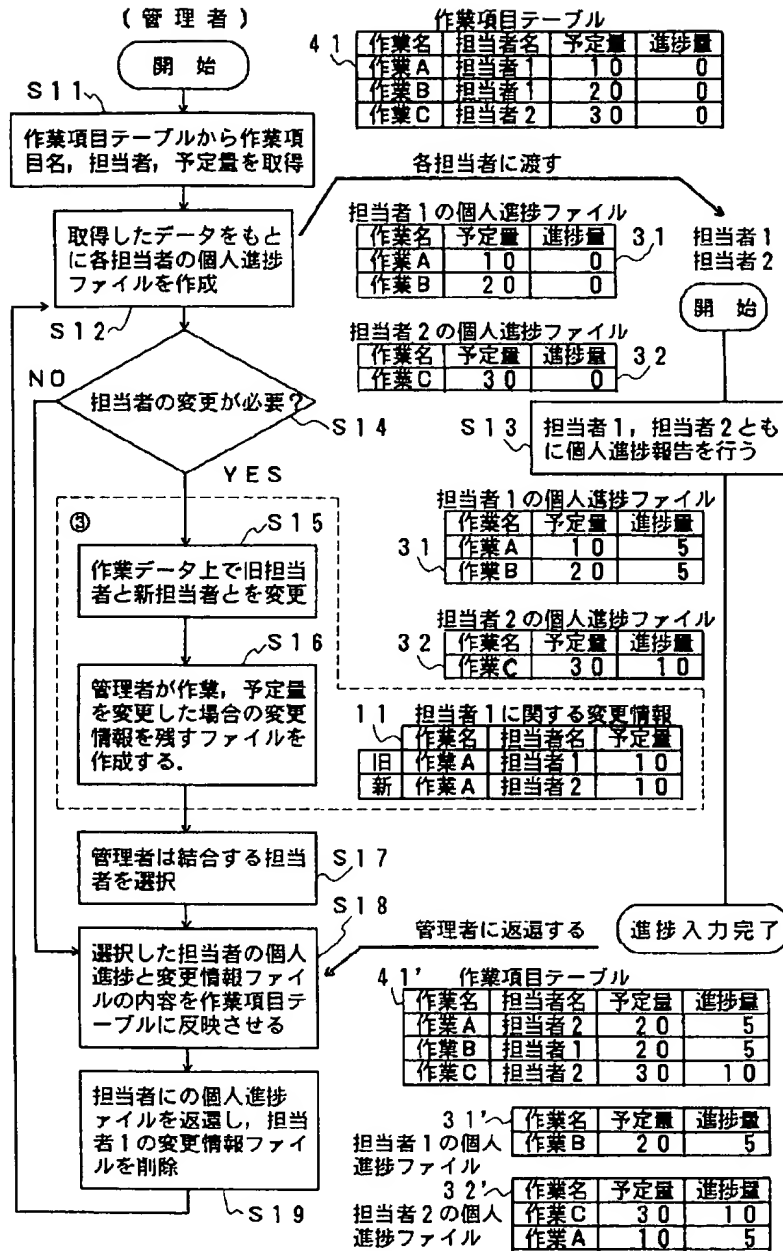 (管理者)
開 始
S11
作業項目テーブルから作業項
目名，担当者，予定量を取得
取得したデータをもと
に各担当者の個人進捗
ファイルを作成
S12
NO
担当者の変更が必要？
S14
YES
③
S15
作業データ上で旧担当
者と新担当者とを変更
S16
管理者が作業，予定量
を変更した場合の変更
情報を残すファイルを
作成する．
管理者は結合する担当
者を選択
S17
S18
選択した担当者の個人
進捗と変更情報ファイ
ルの内容を作業項目テ
ーブルに反映させる
担当者にの個人進捗
ァイルを返還し，担当
者1の変更情報ファイ
ルを削除
S19
作業項目テーブル
41
作業名 担当者名 予定量 進捗量
作業A 担当者1 10 0
作業B 担当者1 20 0
作業C 担当者2 30 0
各担当者に渡す
担当者1の個人進捗ファイル
作業名 予定量 進捗量
作業A 10 0
作業B 20 0
31
担当者1
担当者2
開 始
担当者2の個人進捗ファイル
作業名 予定量 進捗量
作業C 30 0
32
S13
担当者1，担当者2とも
に個人進捗報告を行う
担当者1の個人進捗ファイル
31
作業名 予定量 進捗量
作業A 10 5
作業B 20 5
担当者2の個人進捗ファイル
32
作業名 予定量 進捗量
作業C 30 10
11 担当者1に関する変更情報
作業名 担当者名 予定量
旧 作業A 担当者1 10
新 作業A 担当者2 10
管理者に返還する
進捗入力完了
41' 作業項目テーブル
作業名 担当者名 予定量 進捗量
作業A 担当者2 20 5
作業B 担当者1 20 5
作業C 担当者2 30 10
31'
担当者1の個人
進捗ファイル
作業名 予定量 進捗量
作業B 20 5
32'
担当者2の個人
進捗ファイル
作業名 予定量 進捗量
作業C 30 10
作業A 10 5